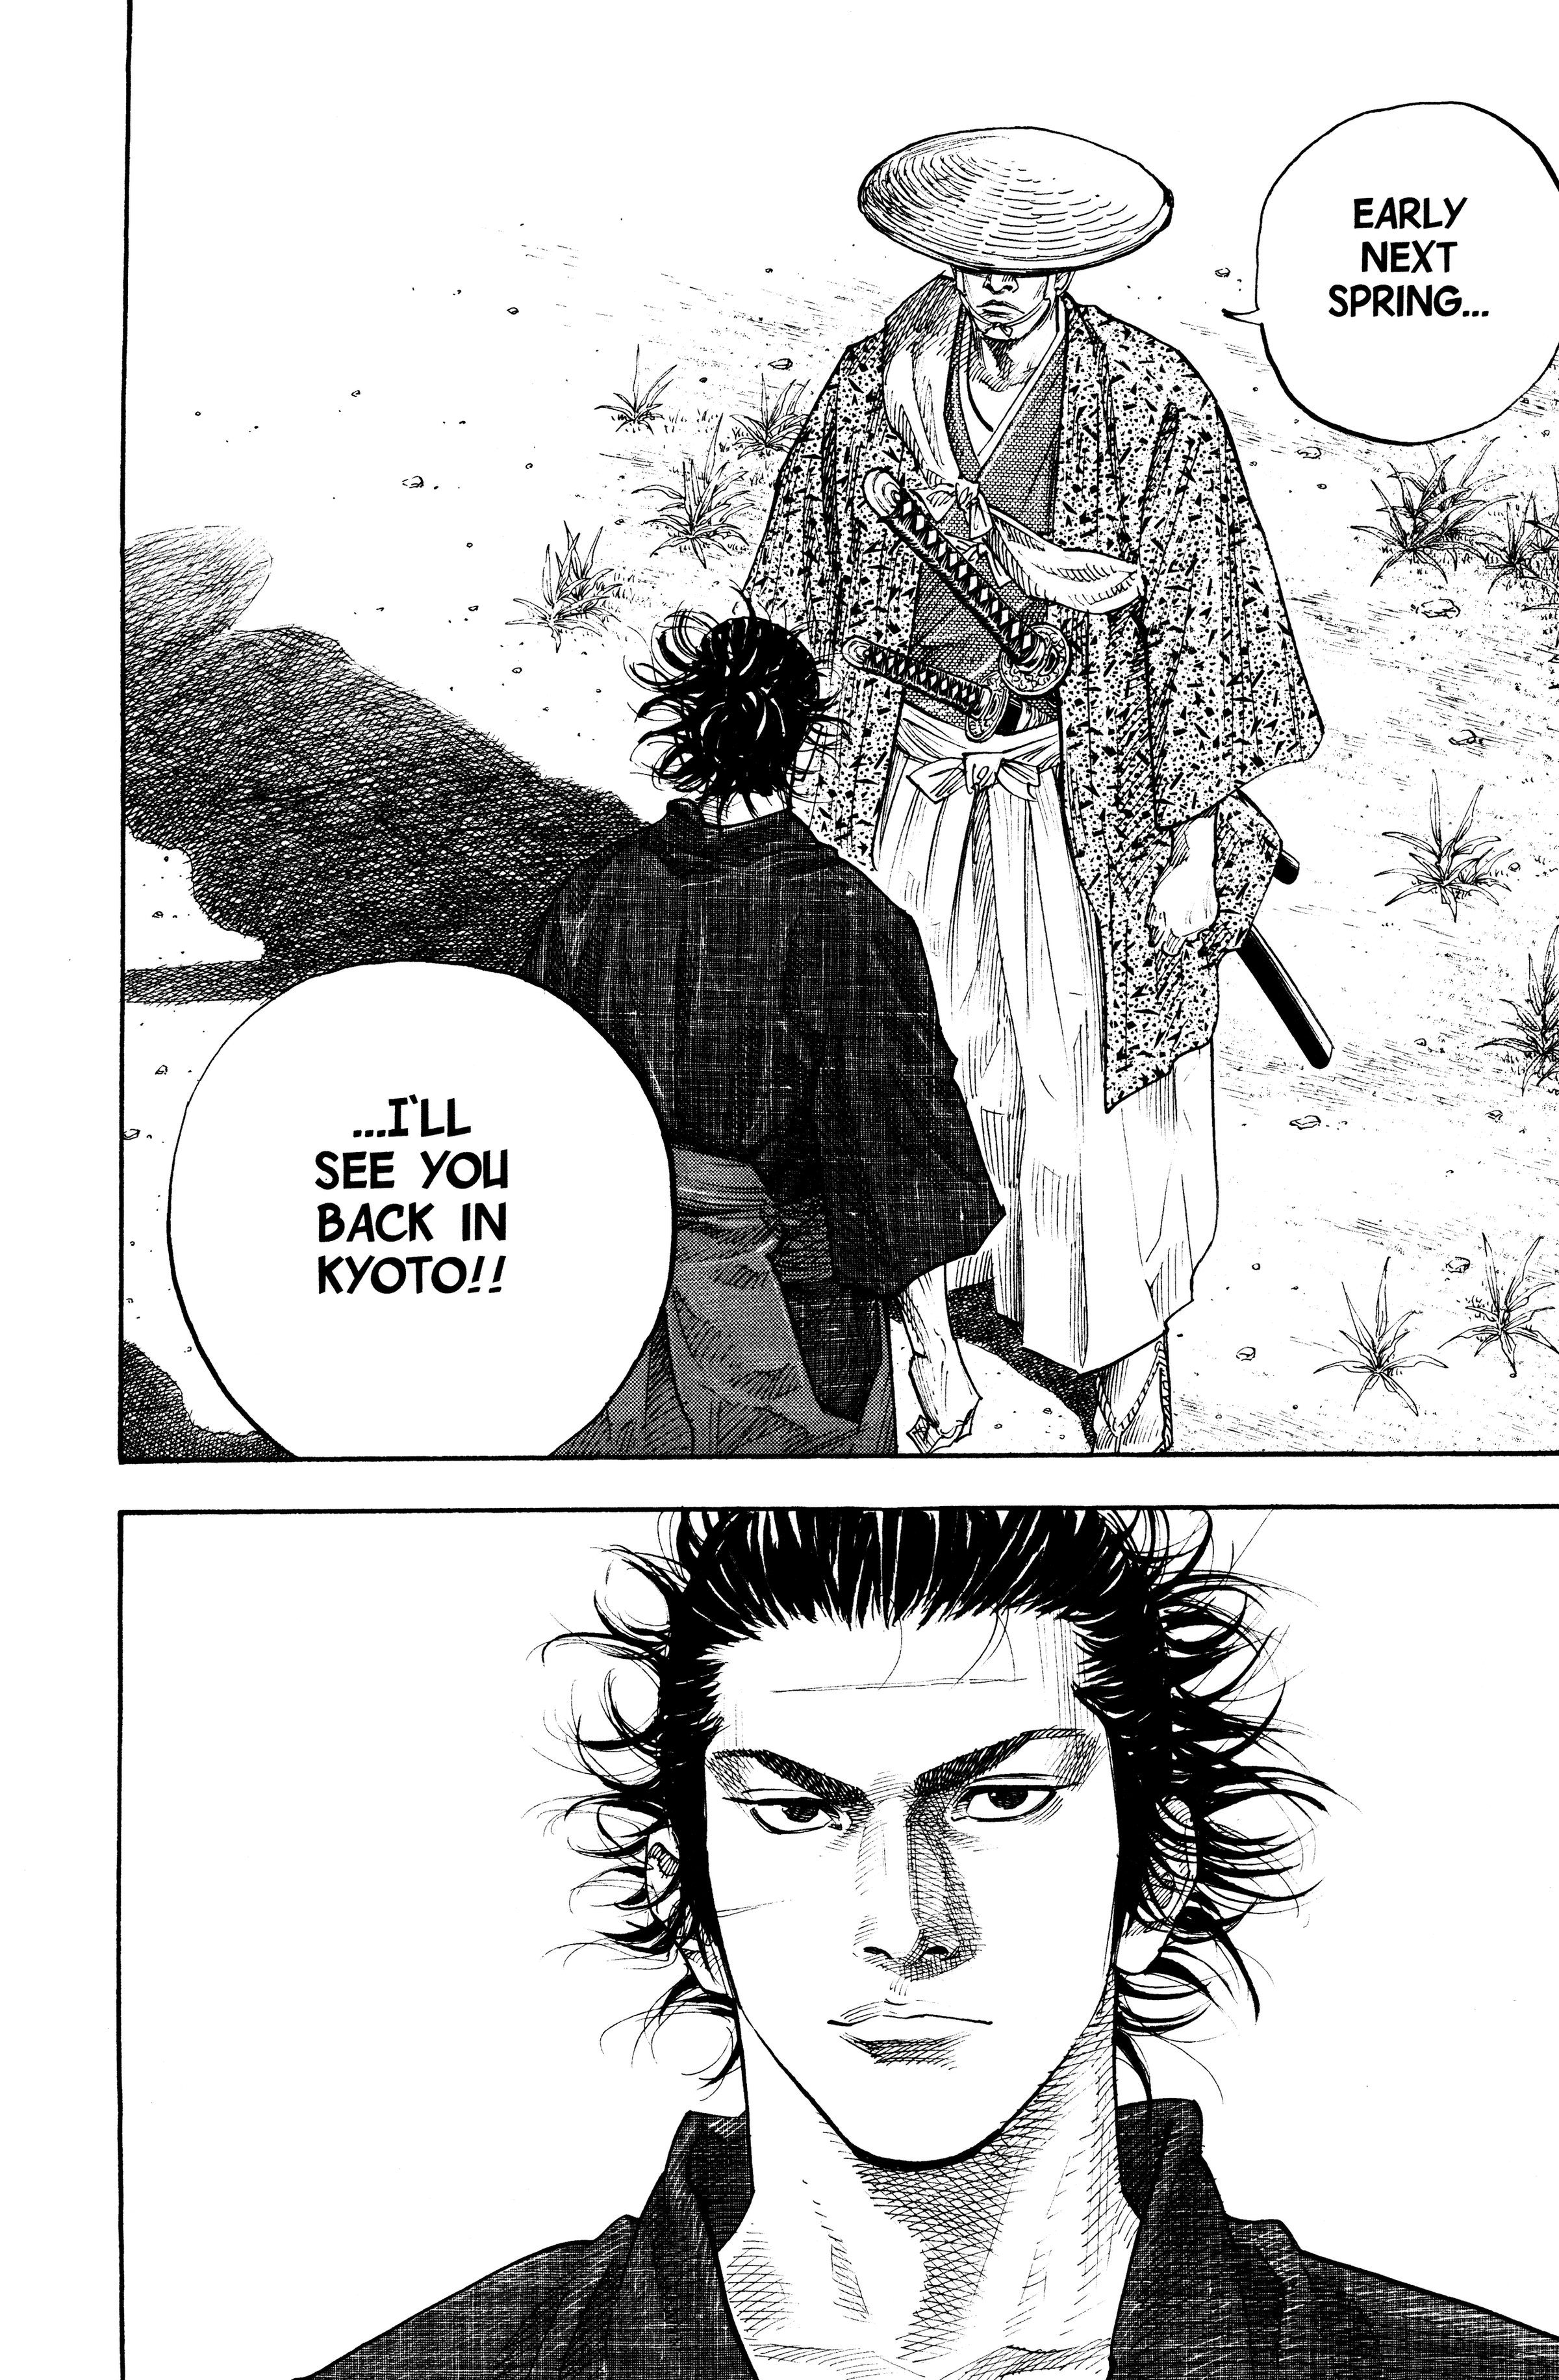 EARLY
NEXT
SPRING...
...I'LL
SEE YOU
BACK IN
KYOTO!!